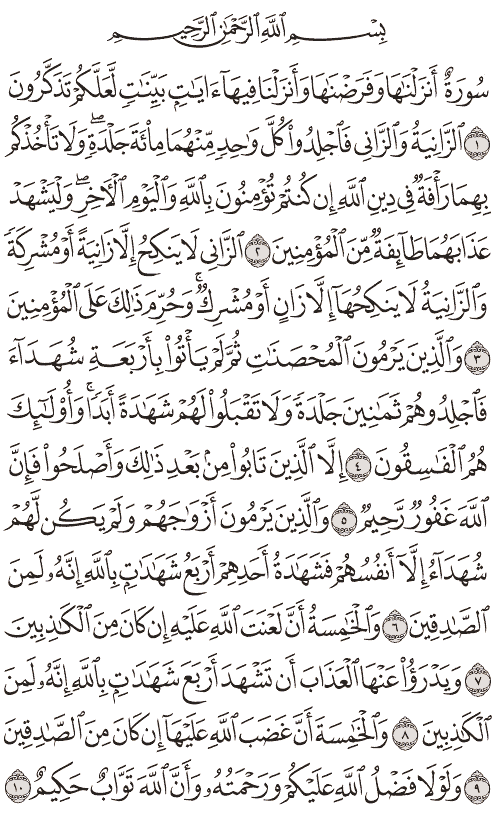 بِسْمِ ٱللَّهِ ٱلرَّحْمَٰنِ ٱلرَّحِيمِ
سُورَةٌ أَنزَلْنَٰهَا وَفَرَضْنَٰهَا وَأَنزَلْنَا فِيهَآ ءَايَٰتٍۭ بَيِّنَٰتٍ لَّعَلَّكُمْ تَذَكَّرُونَ
١ ٱلزَّانِيَةُ وَٱلزَّانِى فَٱجْلِدُوا۟ كُلَّ وَٰحِدٍ مِّنْهُمَا مِا۟ئَةَ جَلْدَةٍ ۖ وَلَا تَأْخُذْكُم
بِهِمَا رَأْفَةٌ فِى دِينِ ٱللَّهِ إِن كُنتُمْ تُؤْمِنُونَ بِٱللَّهِ وَٱلْيَوْمِ ٱلْـَٔاخِرِ ۖ وَلْيَشْهَدْ
عَذَابَهُمَا طَآئِفَةٌ مِّنَ ٱلْمُؤْمِنِينَ ٢ ٱلزَّانِى لَا يَنكِحُ إِلَّا زَانِيَةً أَوْ مُشْرِكَةً
وَٱلزَّانِيَةُ لَا يَنكِحُهَآ إِلَّا زَانٍ أَوْ مُشْرِكٌ ۚ وَحُرِّمَ ذَٰلِكَ عَلَى ٱلْمُؤْمِنِينَ
٣ وَٱلَّذِينَ يَرْمُونَ ٱلْمُحْصَنَٰتِ ثُمَّ لَمْ يَأْتُوا۟ بِأَرْبَعَةِ شُهَدَآءَ
فَٱجْلِدُوهُمْ ثَمَٰنِينَ جَلْدَةً وَلَا تَقْبَلُوا۟ لَهُمْ شَهَٰدَةً أَبَدًا ۚ وَأُو۟لَٰٓئِكَ
هُمُ ٱلْفَٰسِقُونَ ٤ إِلَّا ٱلَّذِينَ تَابُوا۟ مِنۢ بَعْدِ ذَٰلِكَ وَأَصْلَحُوا۟ فَإِنَّ
ٱللَّهَ غَفُورٌ رَّحِيمٌ ٥ وَٱلَّذِينَ يَرْمُونَ أَزْوَٰجَهُمْ وَلَمْ يَكُن لَّهُمْ
شُهَدَآءُ إِلَّآ أَنفُسُهُمْ فَشَهَٰدَةُ أَحَدِهِمْ أَرْبَعُ شَهَٰدَٰتٍۭ بِٱللَّهِ إِنَّهُۥ لَمِنَ
ٱلصَّٰدِقِينَ ٦ وَٱلْخَٰمِسَةُ أَنَّ لَعْنَتَ ٱللَّهِ عَلَيْهِ إِن كَانَ مِنَ ٱلْكَٰذِبِينَ
٧ وَيَدْرَؤُا۟ عَنْهَا ٱلْعَذَابَ أَن تَشْهَدَ أَرْبَعَ شَهَٰدَٰتٍۭ بِٱللَّهِ إِنَّهُۥ لَمِنَ
ٱلْكَٰذِبِينَ ٨ وَٱلْخَٰمِسَةَ أَنَّ غَضَبَ ٱللَّهِ عَلَيْهَآ إِن كَانَ مِنَ ٱلصَّٰدِقِينَ
٩ وَلَوْلَا فَضْلُ ٱللَّهِ عَلَيْكُمْ وَرَحْمَتُهُۥ وَأَنَّ ٱللَّهَ تَوَّابٌ حَكِيمٌ ١٠